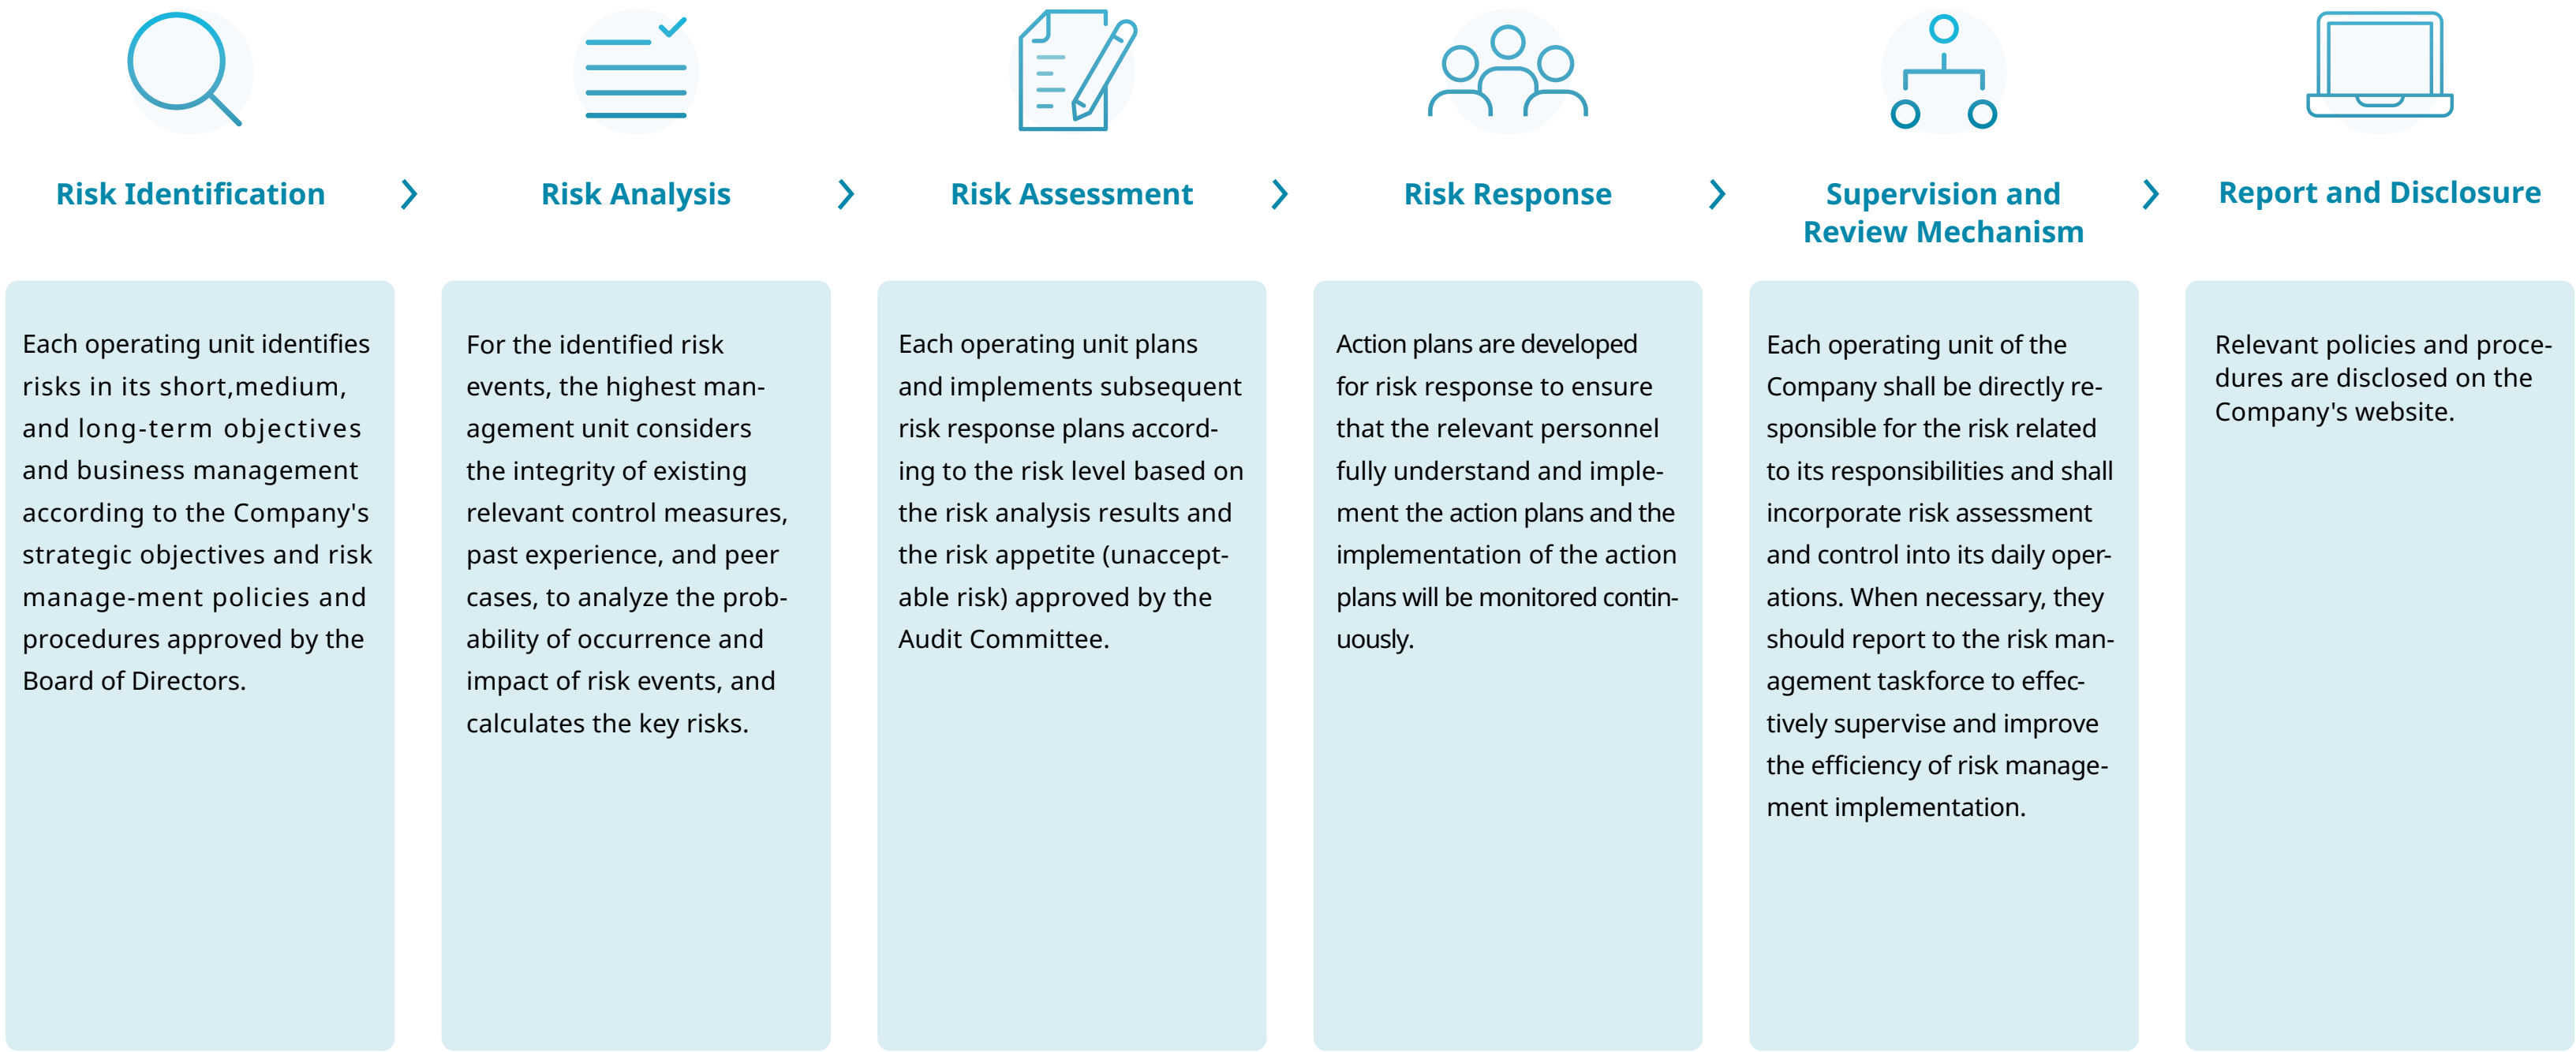 Risk Identification
Each operating unit identifies
risks in its short,medium,
and long-term objectives
and business management
according to the Company's
strategic objectives and risk
manage-ment policies and
procedures approved by the
Board of Directors.
Risk Analysis
For the identified risk
events, the highest man-
agement unit considers
the integrity of existing
relevant control measures,
past experience, and peer
cases, to analyze the prob-
ability of occurrence and
impact of risk events, and
calculates the key risks.
Risk Assessment
Each operating unit plans
and implements subsequent
risk response plans accord-
ing to the risk level based on
the risk analysis results and
the risk appetite (unaccept-
able risk) approved by the
Audit Committee.
Risk Response
Action plans are developed
for risk response to ensure
that the relevant personnel
fully understand and imple-
ment the action plans and the
implementation of the action
plans will be monitored contin-
uously.
Supervision and
Review Mechanism
Each operating unit of the
Company shall be directly re-
sponsible for the risk related
to its responsibilities and shall
incorporate risk assessment
and control into its daily oper-
ations. When necessary, they
should report to the risk man-
agement taskforce to effec-
tively supervise and improve
the efficiency of risk manage-
ment implementation.
Report and Disclosure
Relevant policies and proce-
dures are disclosed on the
Company's website.